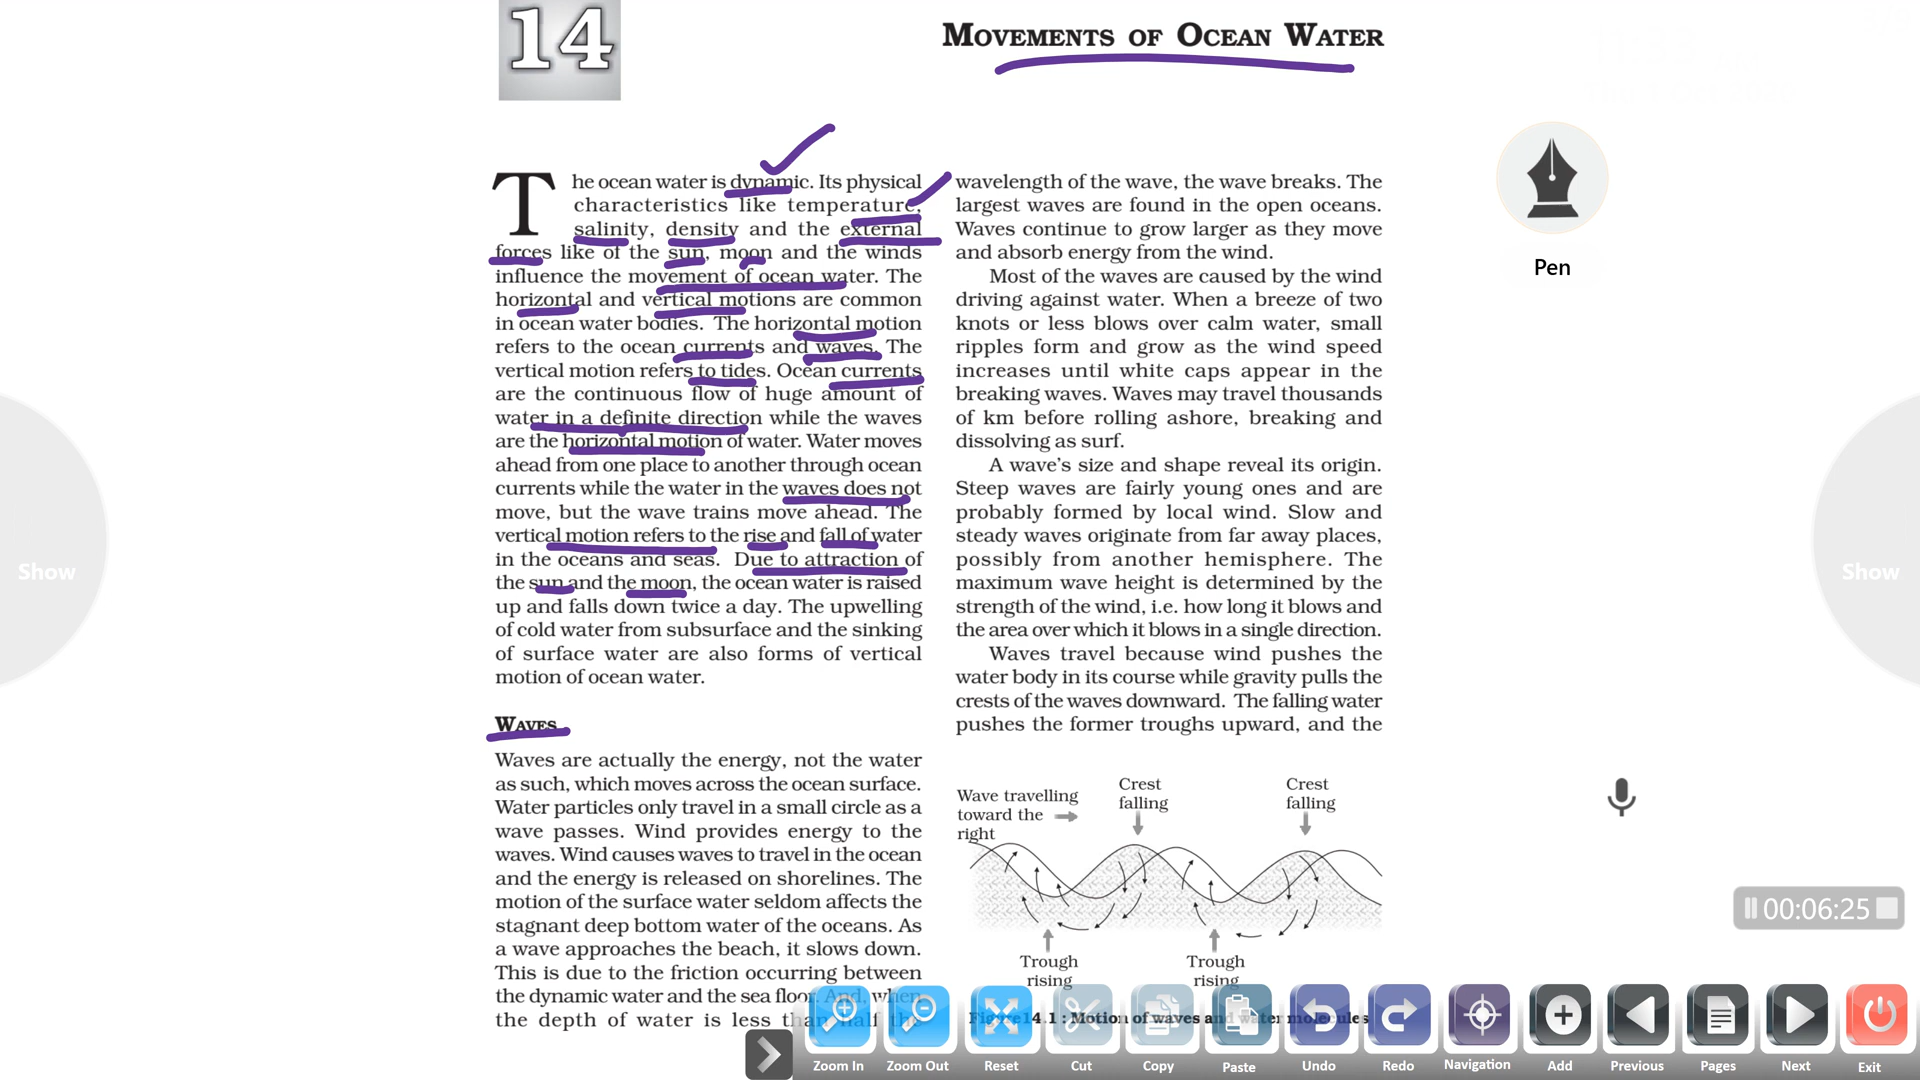 14
MOVEMENTS OF OCEAN WATER
The ocean water is dynamic. Its physical
characteristics like temperature,
salinity, density and the external
forces like of the sun, moon and the winds
influence the movement of ocean water. The
horizontal and vertical motions are common
in ocean water bodies. The horizontal motion
refers to the ocean currents and waves. The
vertical motion refers to tides. Ocean currents
are the continuous flow of huge amount of
water in a definite direction while the waves
are the horizontal motion of water. Water moves
ahead from one place to another through ocean
currents while the water in the waves does not
move, but the wave trains move ahead. The
vertical motion refers to the rise and fall of water
in the oceans and seas. Due to attraction of
the sun and the moon, the ocean water is raised
up and falls down twice a day. The upwelling
of cold water from subsurface and the sinking
of surface water are also forms of vertical
motion of ocean water.
WAVES
Waves are actually the energy, not the water
as such, which moves across the ocean surface.
Water particles only travel in a small circle as a
wave passes. Wind provides energy to the
waves. Wind causes waves to travel in the ocean
and the energy is released on shorelines. The
motion of the surface water seldom affects the
stagnant deep bottom water of the oceans. As
a wave approaches the beach, it slows down.
This is due to the friction occurring between
the dynamic water and the sea floor. And, when
the depth of water is less than half the
wavelength of the wave, the wave breaks. The
largest waves are found in the open oceans.
Waves continue to grow larger as they move
and absorb energy from the wind.
Most of the waves are caused by the wind
driving against water. When a breeze of two
knots or less blows over calm water, small
ripples form and grow as the wind speed
increases until white caps appear in the
breaking waves. Waves may travel thousands
of km before rolling ashore, breaking and
dissolving as surf.
A wave's size and shape reveal its origin.
Steep waves are fairly young ones and are
probably formed by local wind. Slow and
steady waves originate from far away places,
possibly from another hemisphere. The
maximum wave height is determined by the
strength of the wind, i.e. how long it blows and
the area over which it blows in a single direction.
Waves travel because wind pushes the
water body in its course while gravity pulls the
crests of the waves downward. The falling water
pushes the former troughs upward, and the
Wave travelling
toward the
right
Crest
falling
Crest
falling
Trough
rising
Trough
rising
Figure 14.1 : Motion of waves and water molecules
Pen
Show
Show
00:06:25
Zoom In
Zoom Out
Reset
Cut
Copy
Paste
Undo
Redo
Navigation
Add
Previous
Pages
Next
Exit